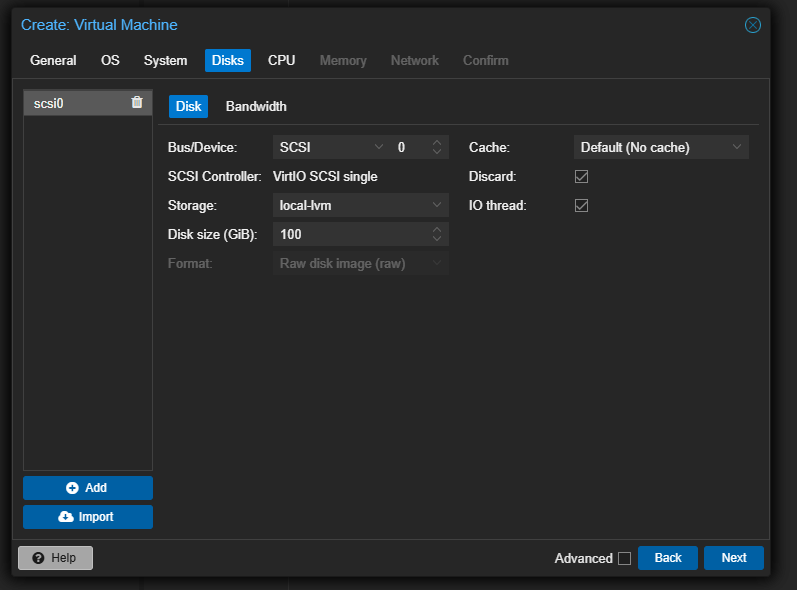 Create: Virtual Machine
General OS System Disks CPU Memory Network Confirm
scsi0
Disk Bandwidth
Bus/Device: SCSI 0 Cache: Default (No cache)
SCSI Controller: VirtIO SCSI single Discard:
Storage: local-lvm IO thread:
Disk size (GiB): 100
Format: Raw disk image (raw)
Add
Import
Help Advanced Back Next